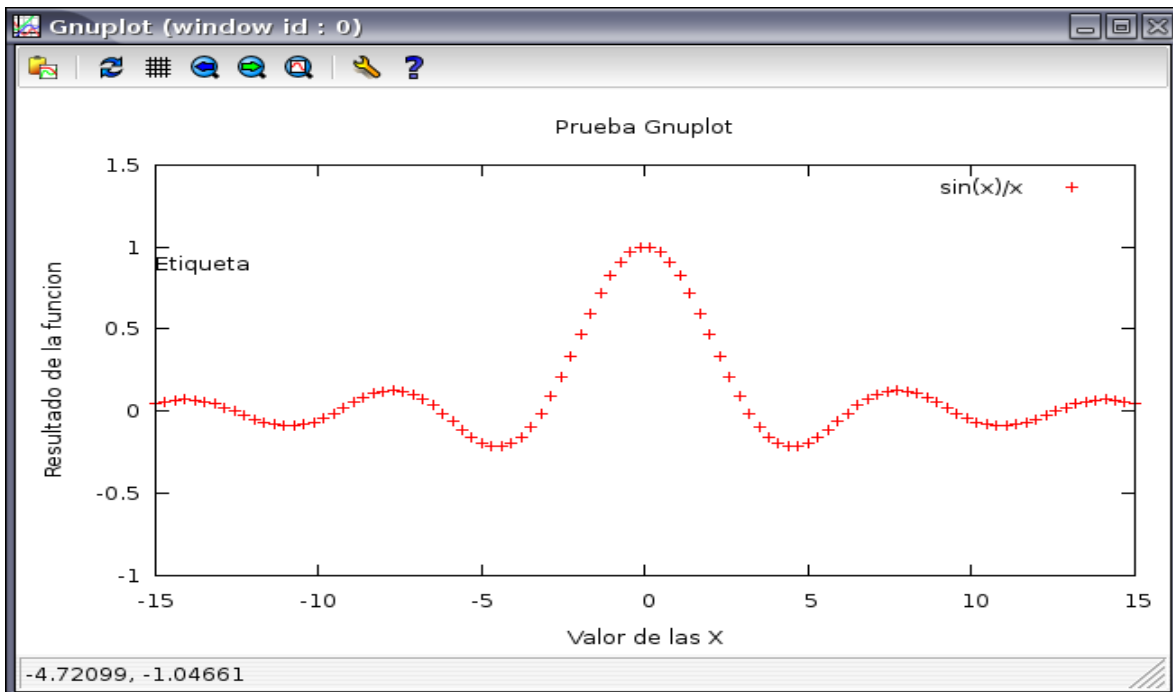 Gnuplot (window id : 0)
Prueba Gnuplot
1.5
sin(x)/x
1
Etiqueta
0.5
Resultado de la funcion
0
-0.5
-1
-15 -10 -5 0 5 10 15
Valor de las X
-4.72099, -1.04661